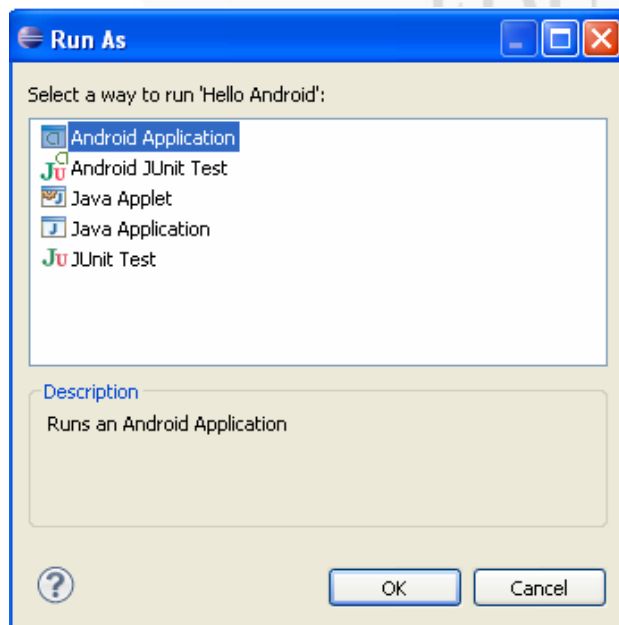 Run As
Select a way to run 'Hello Android':
Android Application
Android JUnit Test
Java Applet
Java Application
JUnit Test
Description
Runs an Android Application
OK
Cancel